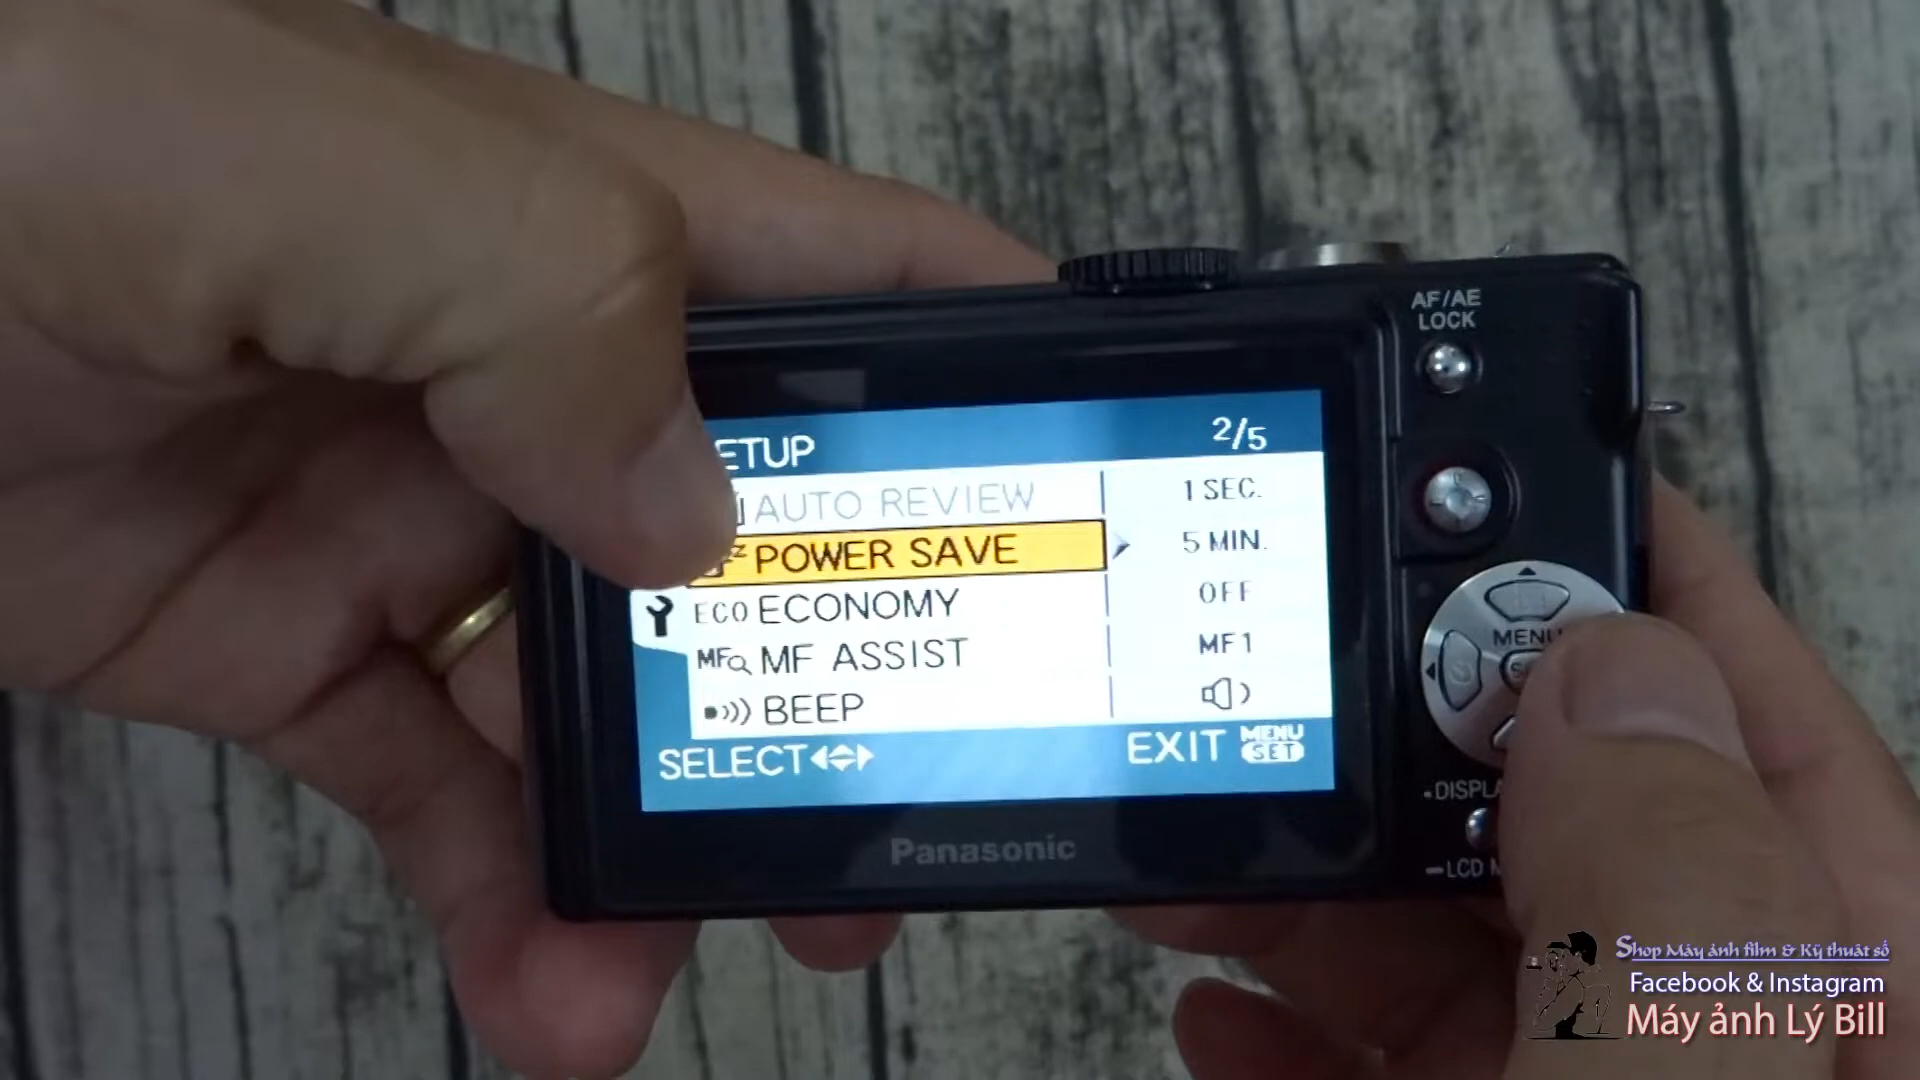 AF/AE
LOCK
ETUP 2/5
AUTO REVIEW 1 SEC.
POWER SAVE 5 MIN.
ECO ECONOMY OFF
MF MF ASSIST MF1
BEEP
SELECT EXIT MENU
SET
MENU
Panasonic
Shop Máy ảnh film & Kỹ thuật số
Facebook & Instagram
Máy ảnh Lý Bill